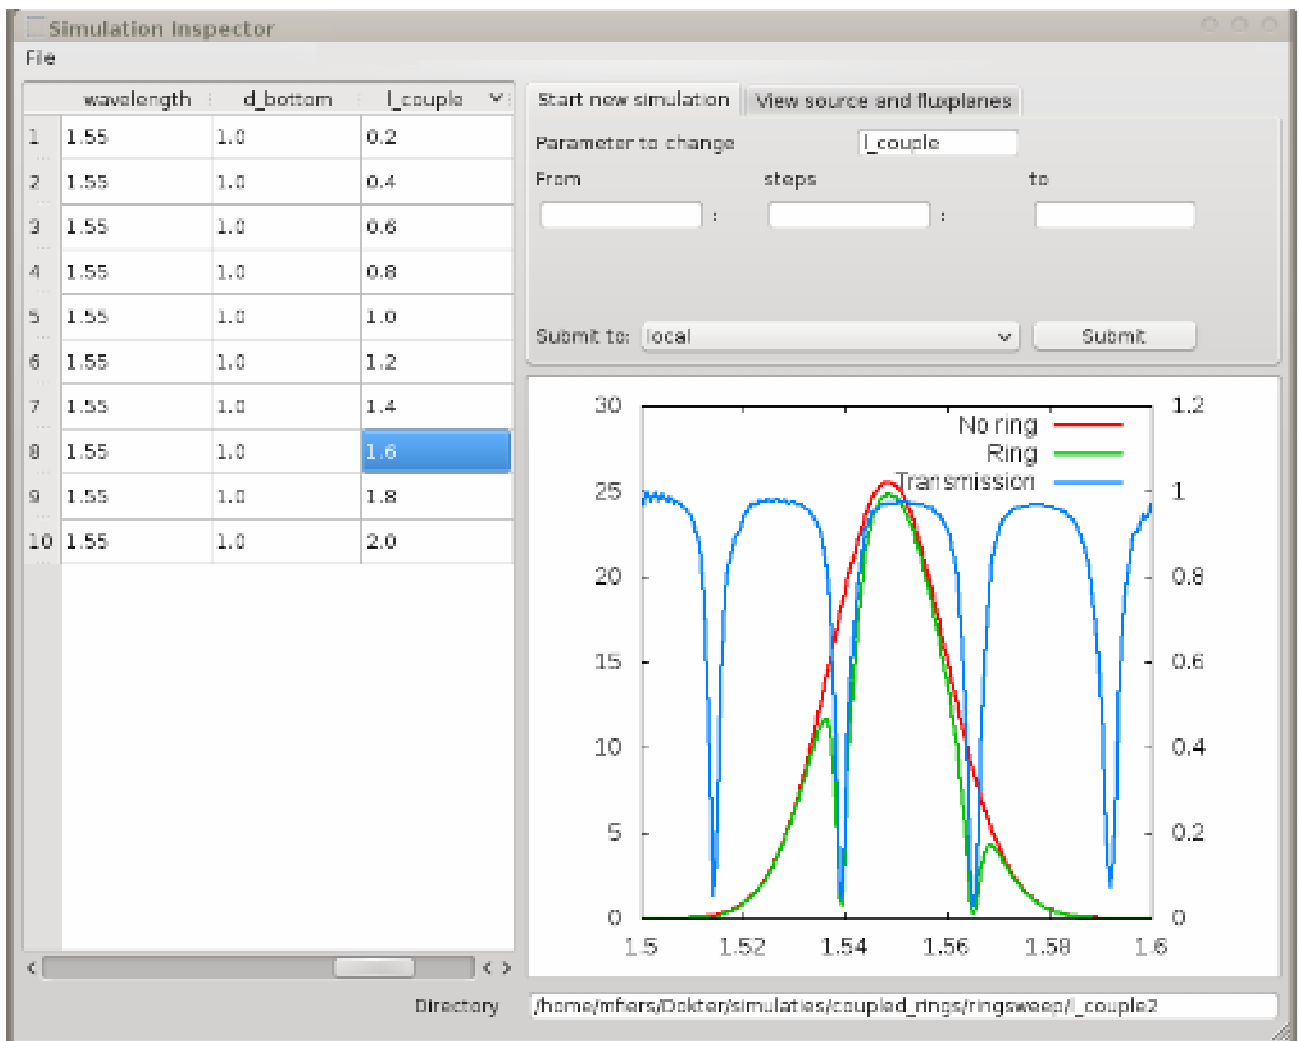 Simulation Inspector
File
wavelength d_bottom l_couple
1 1.55 1.0 0.2
2 1.55 1.0 0.4
3 1.55 1.0 0.6
4 1.55 1.0 0.8
5 1.55 1.0 1.0
6 1.55 1.0 1.2
7 1.55 1.0 1.4
8 1.55 1.0 1.6
9 1.55 1.0 1.8
10 1.55 1.0 2.0
Start new simulation View source and fluxplanes
Parameter to change l_couple
From steps to
: :
Submit to: local Submit
30 1.2
No ring
Ring
Transmission
25 1
20 0.8
15 0.6
10 0.4
5 0.2
0 0
1.5 1.52 1.54 1.56 1.58 1.6
Directory /home/mfiers/Dokter/simulaties/coupled_rings/ringsweep/l_couple2